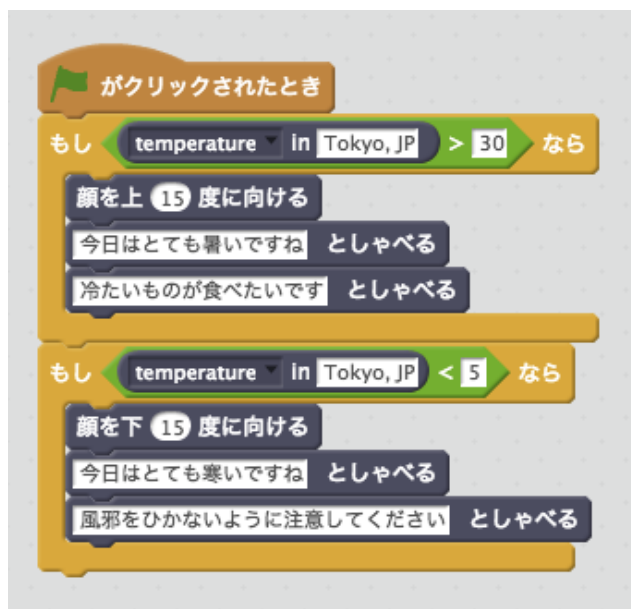 がクリックされたとき
もし temperature in Tokyo, JP > 30 なら
顔を上 15 度に向ける
今日はとても暑いですね としゃべる
冷たいものが食べたいです としゃべる
もし temperature in Tokyo, JP < 5 なら
顔を下 15 度に向ける
今日はとても寒いですね としゃべる
風邪をひかないように注意してください としゃべる